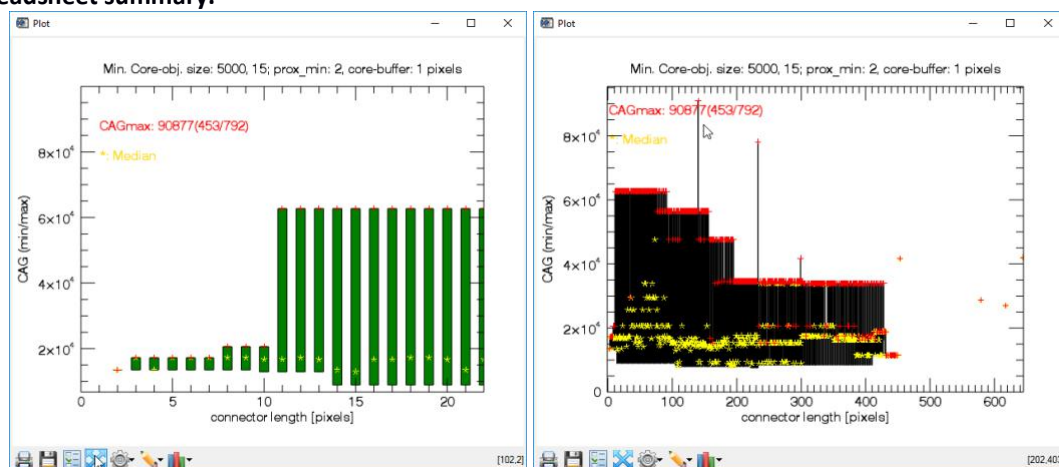 eadsheet summary.
Plot
Min. Core-obj. size: 5000, 15; prox_min: 2, core-buffer: 1 pixels
CAGmax: 90877(453/792)
*: Median
8×10⁴
6×10⁴
4×10⁴
2×10⁴
CAG (min/max)
0 5 10 15 20
connector length [pixels]
[102,2]
Plot
Min. Core-obj. size: 5000, 15; prox_min: 2, core-buffer: 1 pixels
CAGmax: 90877(453/792)
*: Median
8×10⁴
6×10⁴
4×10⁴
2×10⁴
0
CAG (min/max)
0 100 200 300 400 500 600
connector length [pixels]
[202,40